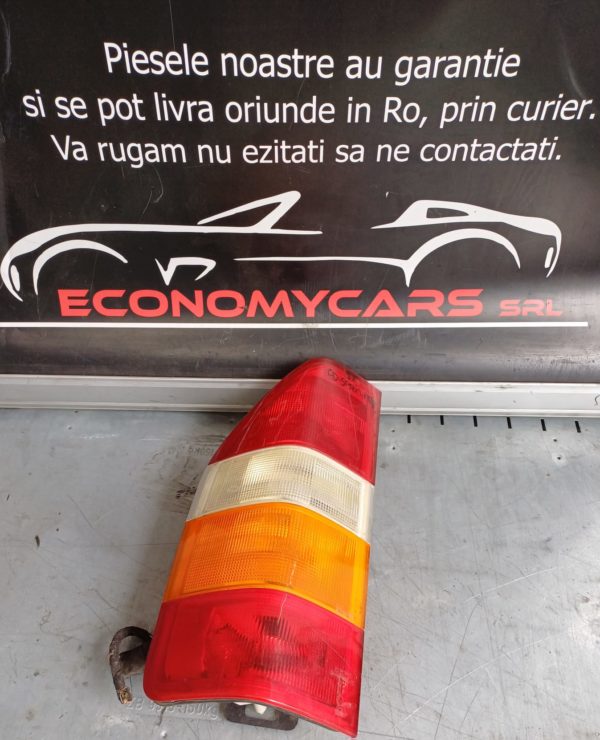 Piesele noastre au garantie
si se pot livra oriunde in Ro, prin curier.
Va rugam nu ezitati sa ne contactati.
ECONOMYCARS SRL